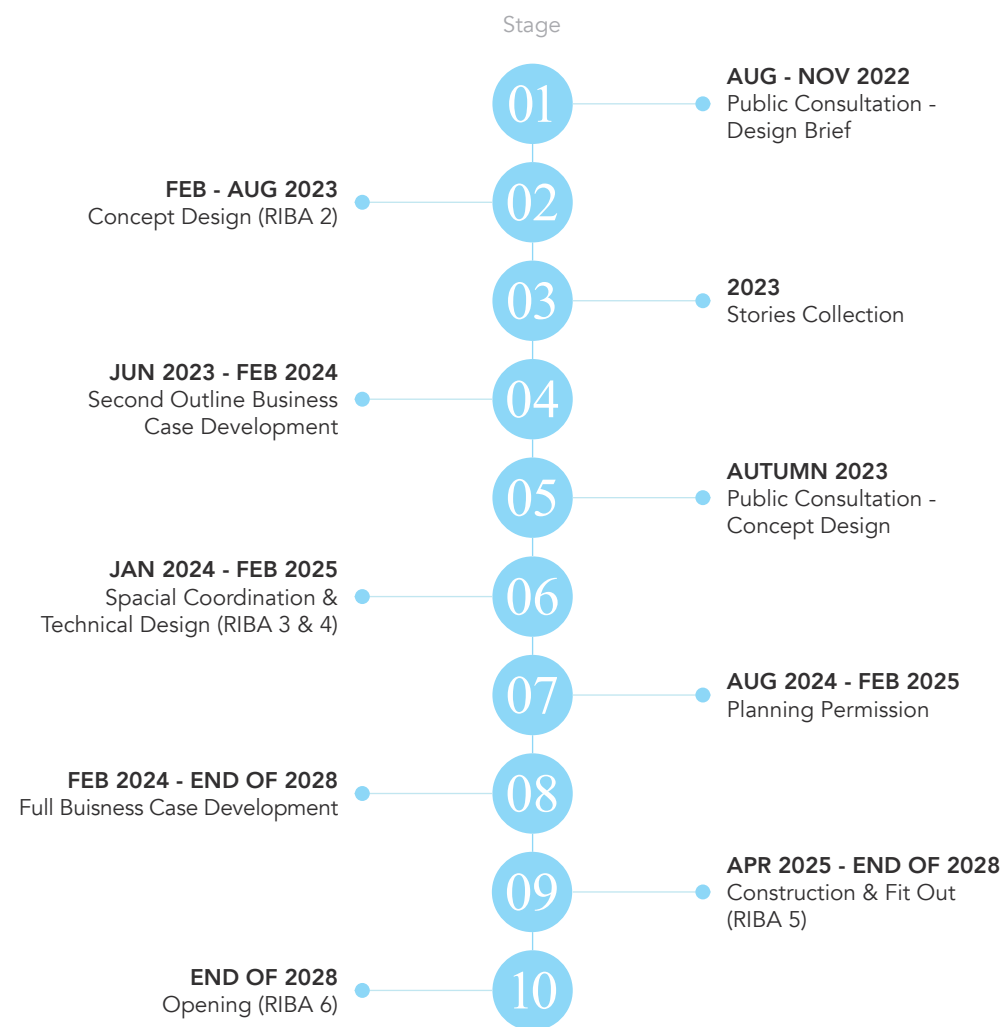 Stage
01
AUG - NOV 2022
Public Consultation -
Design Brief
FEB - AUG 2023
Concept Design (RIBA 2)
02
03
2023
Stories Collection
JUN 2023 - FEB 2024
Second Outline Business
Case Development
04
05
AUTUMN 2023
Public Consultation -
Concept Design
JAN 2024 - FEB 2025
Spacial Coordination &
Technical Design (RIBA 3 & 4)
06
07
AUG 2024 - FEB 2025
Planning Permission
FEB 2024 - END OF 2028
Full Buisness Case Development
08
09
APR 2025 - END OF 2028
Construction & Fit Out
(RIBA 5)
END OF 2028
Opening (RIBA 6)
10